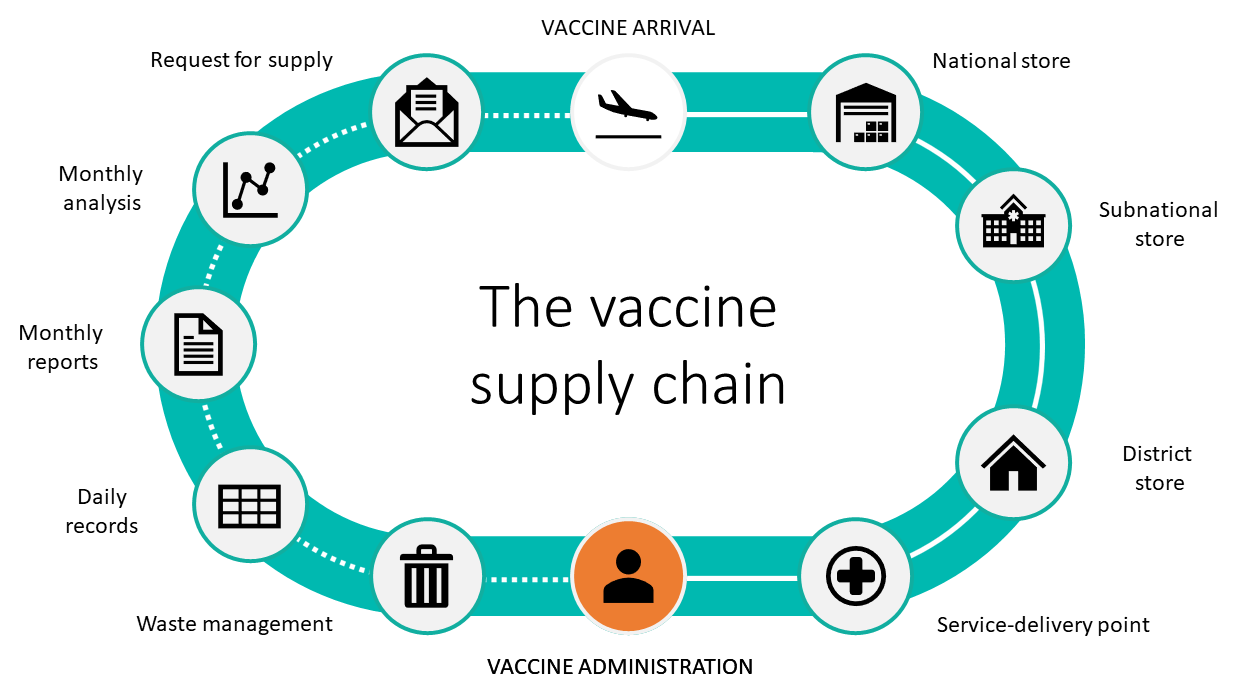 VACCINE ARRIVAL
Request for supply
National store
Monthly
analysis
Subnational
store
The vaccine
supply chain
Monthly
reports
District
store
Daily
records
Waste management
Service-delivery point
VACCINE ADMINISTRATION